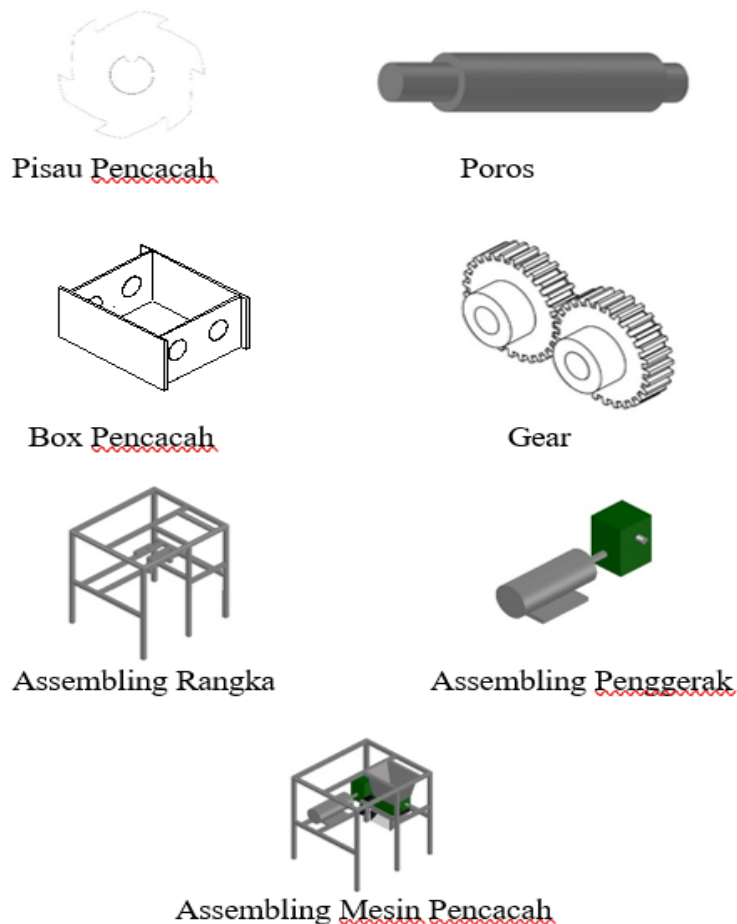 Pisau Pencacah
Poros
Box Pencacah
Gear
Assembling Rangka
Assembling Penggerak
Assembling Mesin Pencacah